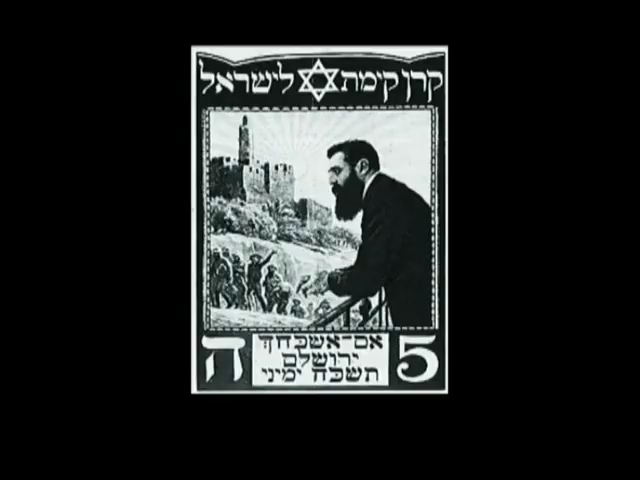 קרן קימת לישראל
אם־אשכחך
ירושלם
תשכח ימיני
ה
5